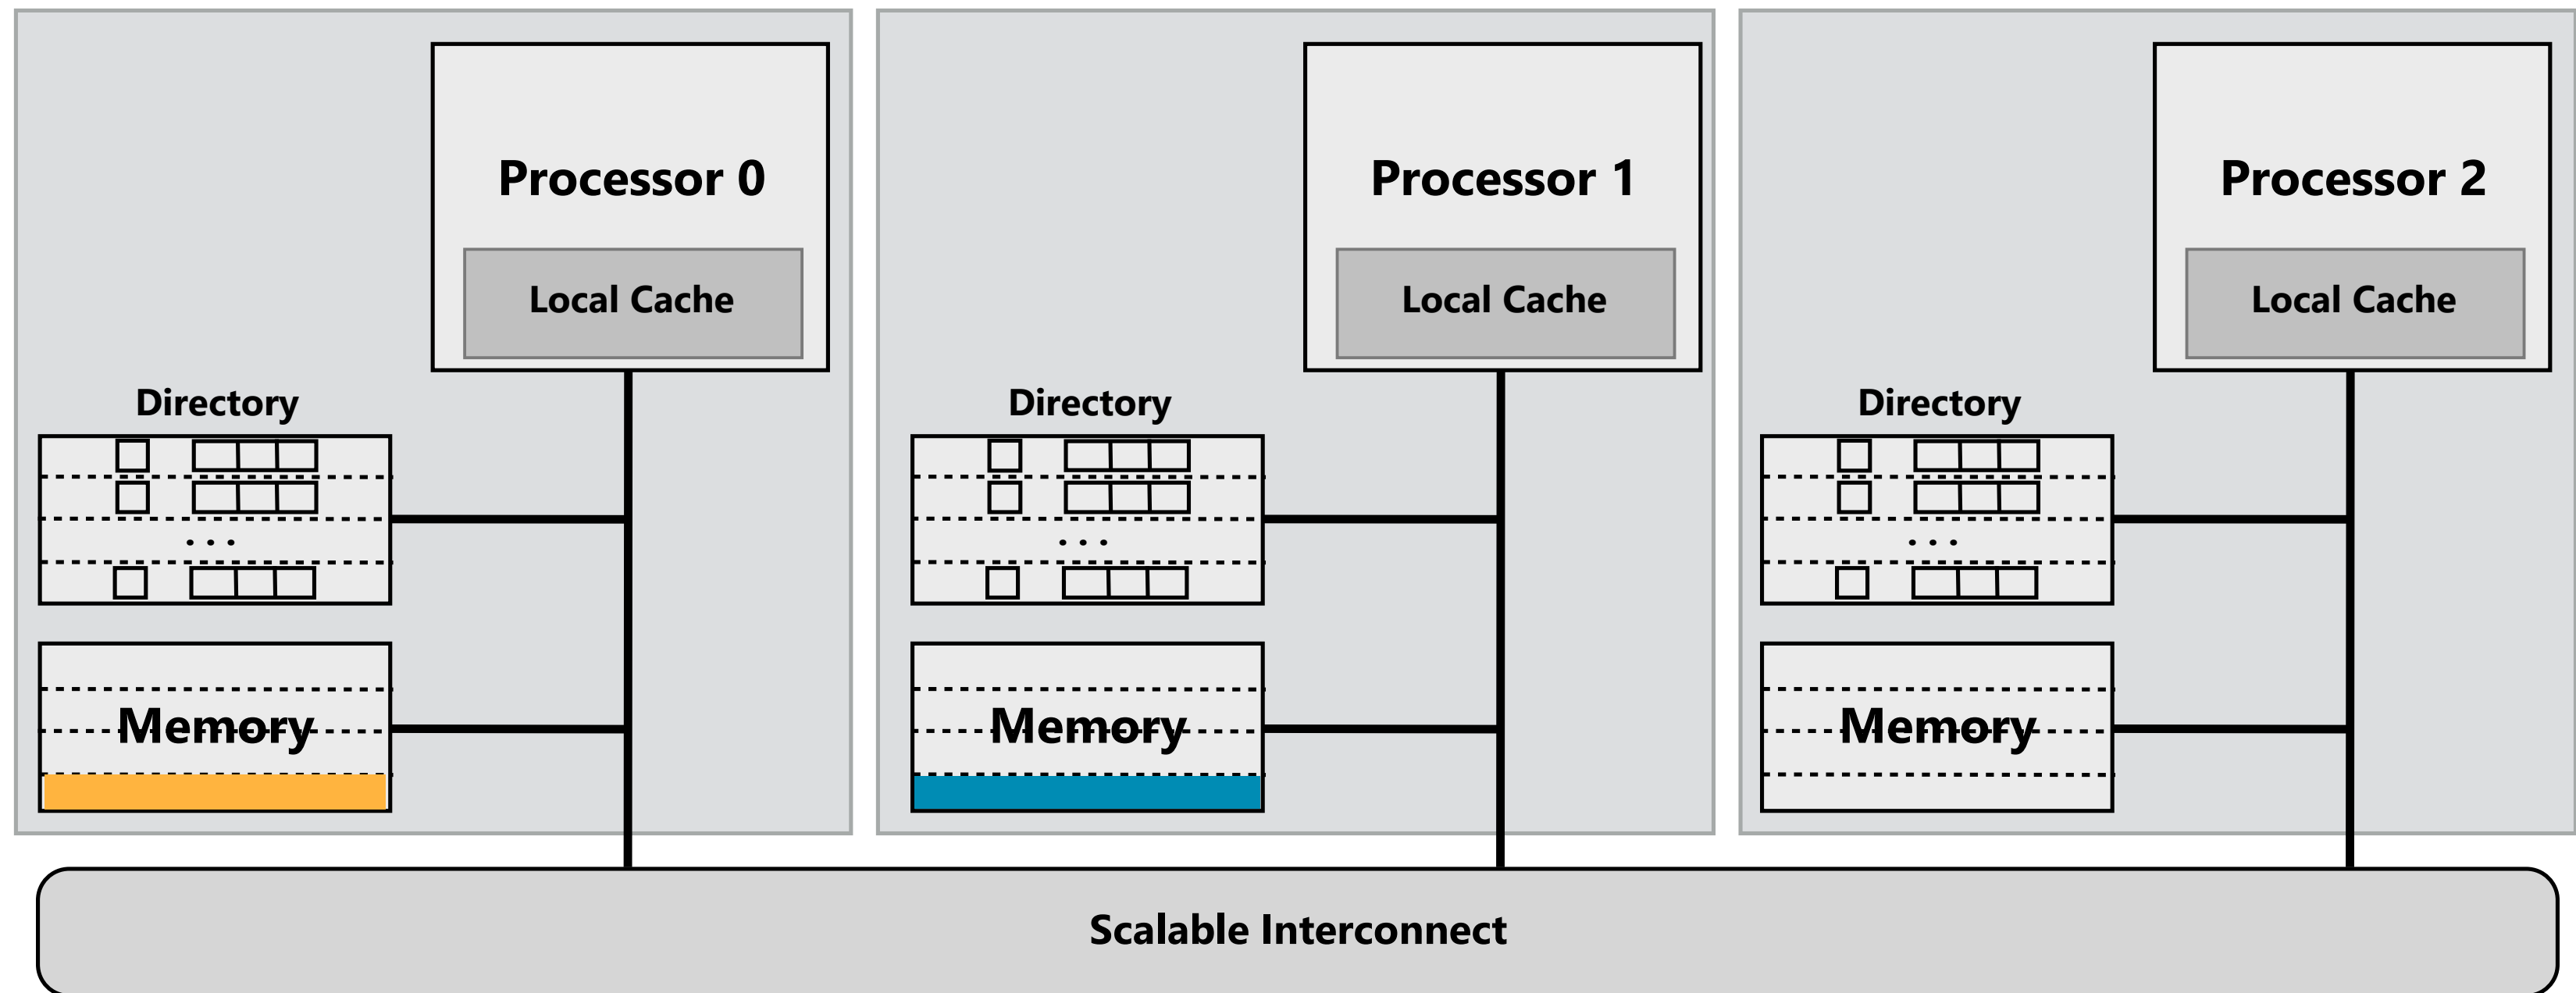 Processor 0
Local Cache
Directory
. . .
Memory
Processor 1
Local Cache
Directory
. . .
Memory
Processor 2
Local Cache
Directory
. . .
Memory
Scalable Interconnect